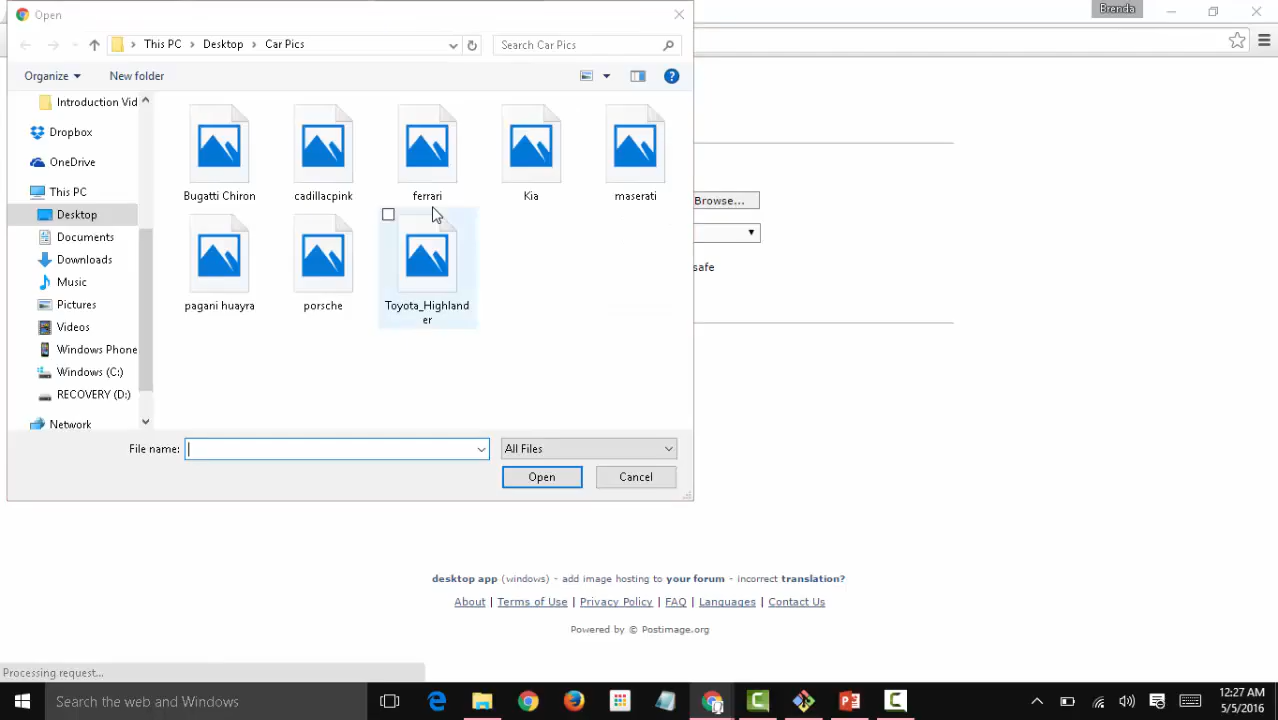 Open
Brenda
This PC > Desktop > Car Pics
Search Car Pics
Organize
New folder
Introduction Vid
Dropbox
OneDrive
This PC
Desktop
Documents
Downloads
Music
Pictures
Videos
Windows Phone
Windows (C:)
RECOVERY (D:)
Network
Bugatti Chiron
cadillacpink
ferrari
Kia
maserati
pagani huayra
porsche
Toyota_Highland
er
Browse...
safe
File name:
All Files
Open
Cancel
desktop app (windows) - add image hosting to your forum - incorrect translation?
About | Terms of Use | Privacy Policy | FAQ | Languages | Contact Us
Powered by © Postimage.org
Processing request...
Search the web and Windows
12:27 AM
5/5/2016